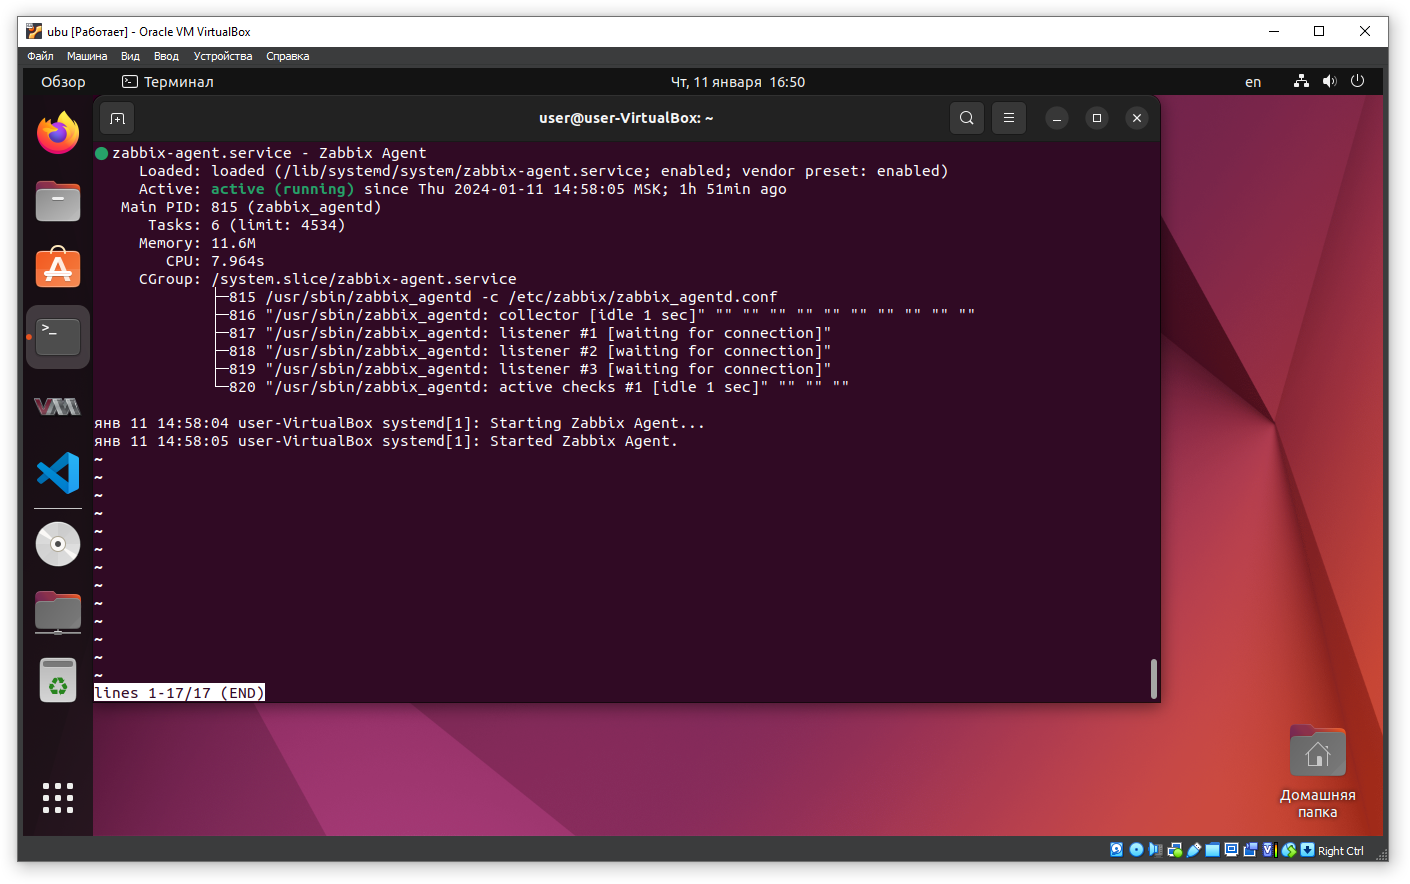 ubu [Работает] - Oracle VM VirtualBox
Файл Машина Вид Ввод Устройства Справка
Обзор Терминал Чт, 11 января 16:50 en
user@user-VirtualBox: ~
zabbix-agent.service - Zabbix Agent
Loaded: loaded (/lib/systemd/system/zabbix-agent.service; enabled; vendor preset: enabled)
Active: active (running) since Thu 2024-01-11 14:58:05 MSK; 1h 51min ago
Main PID: 815 (zabbix_agentd)
Tasks: 6 (limit: 4534)
Memory: 11.6M
CPU: 7.964s
CGroup: /system.slice/zabbix-agent.service
├─815 /usr/sbin/zabbix_agentd -c /etc/zabbix/zabbix_agentd.conf
├─816 "/usr/sbin/zabbix_agentd: collector [idle 1 sec]" "" "" "" "" "" "" "" "" "" ""
├─817 "/usr/sbin/zabbix_agentd: listener #1 [waiting for connection]"
├─818 "/usr/sbin/zabbix_agentd: listener #2 [waiting for connection]"
├─819 "/usr/sbin/zabbix_agentd: listener #3 [waiting for connection]"
└─820 "/usr/sbin/zabbix_agentd: active checks #1 [idle 1 sec]" "" "" ""
янв 11 14:58:04 user-VirtualBox systemd[1]: Starting Zabbix Agent...
янв 11 14:58:05 user-VirtualBox systemd[1]: Started Zabbix Agent.
~
~
~
~
~
~
~
~
~
~
~
~
~
lines 1-17/17 (END)
Домашняя
папка
Right Ctrl